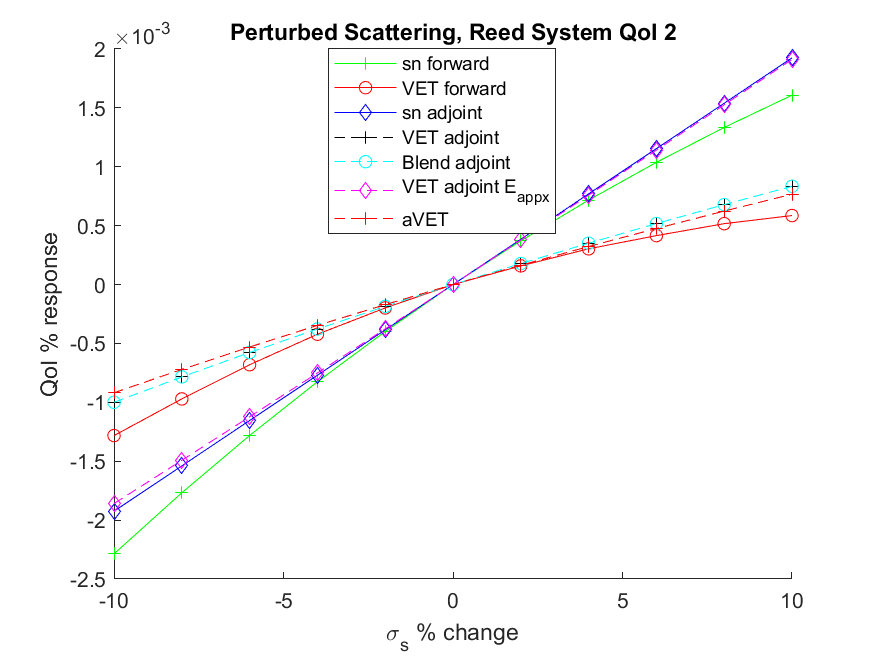 Perturbed Scattering, Reed System QoI 2
×10-3
sn forward
VET forward
sn adjoint
VET adjoint
Blend adjoint
VET adjoint Eappx
aVET
2
1.5
1
0.5
0
-0.5
-1
-1.5
-2
-2.5
QoI % response
-10 -5 0 5 10
σs % change